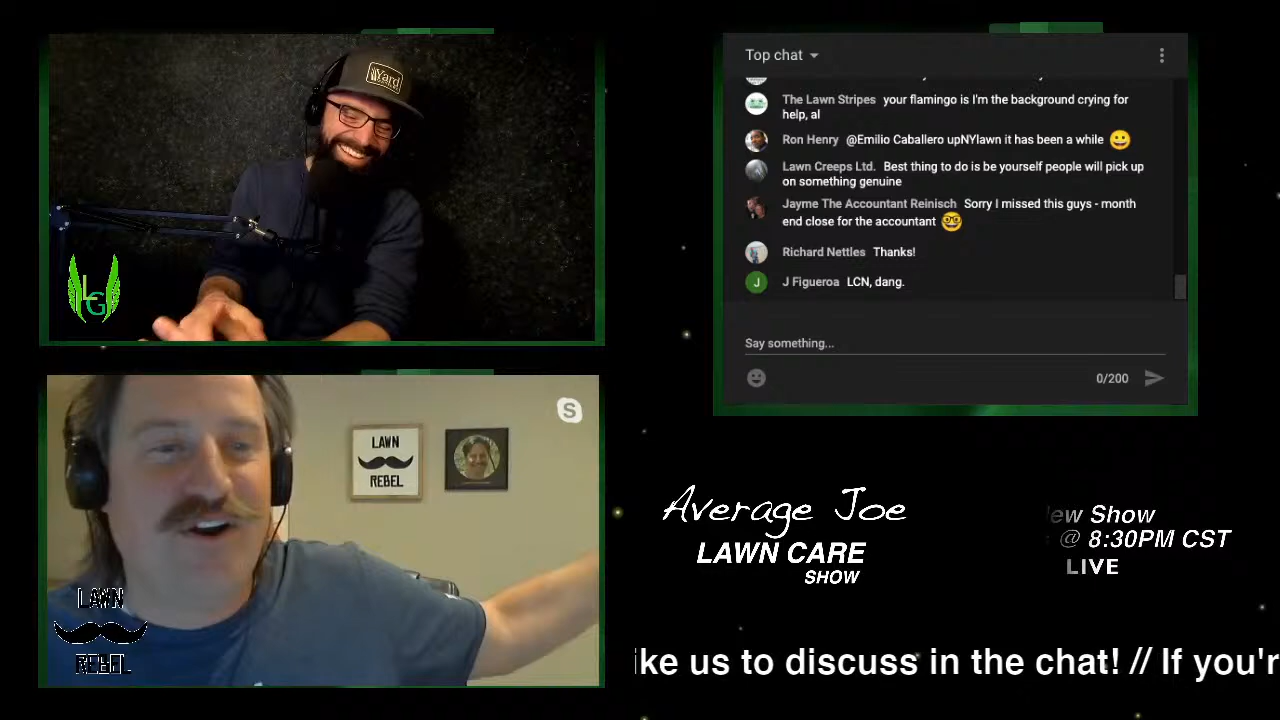 Yard
LG
LAWN
REBEL
LAWN
REBEL
S
Top chat
The Lawn Stripes your flamingo is I'm the background crying for
help, al
Ron Henry @Emilio Caballero upNYlawn it has been a while
Lawn Creeps Ltd. Best thing to do is be yourself people will pick up
on something genuine
Jayme The Accountant Reinisch Sorry I missed this guys - month
end close for the accountant
Richard Nettles Thanks!
J
J Figueroa LCN, dang.
Say something...
0/200
Average Joe
LAWN CARE
SHOW
ew Show
@ 8:30PM CST
LIVE
ike us to discuss in the chat! // If you'r